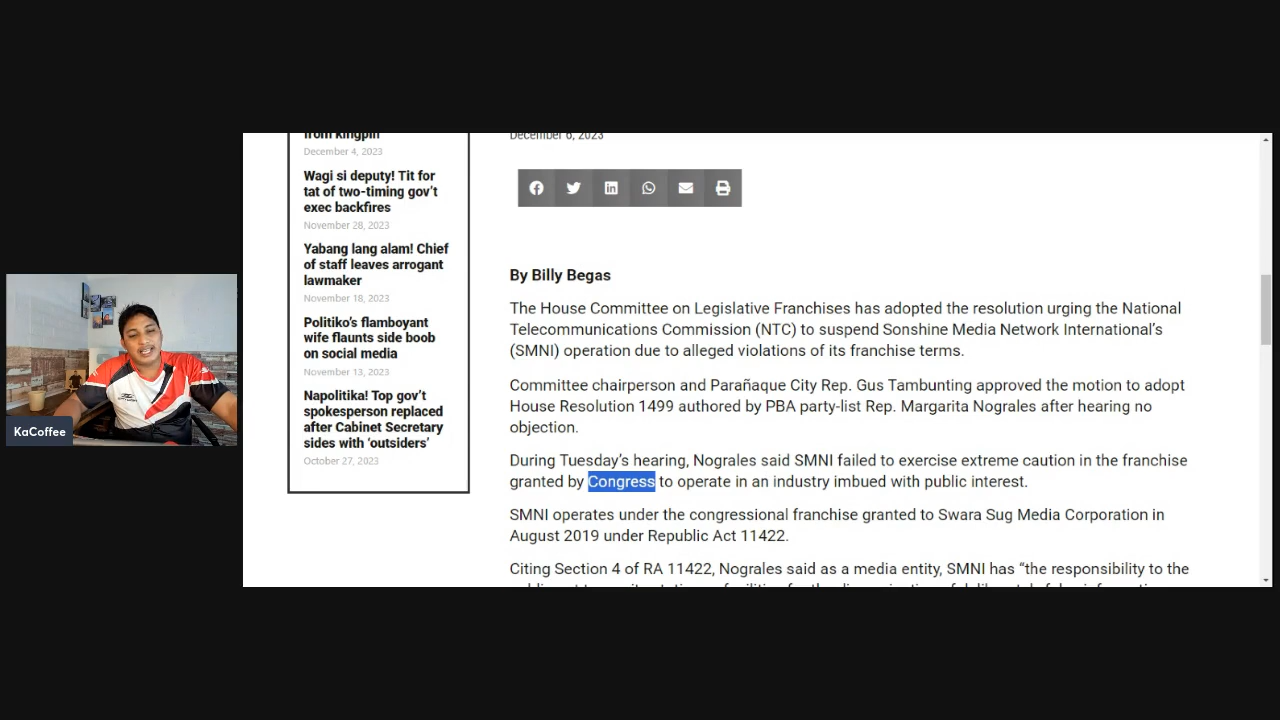 from kingpin
December 4, 2023
Wagi si deputy! Tit for
tat of two-timing gov't
exec backfires
November 28, 2023
Yabang lang alam! Chief
of staff leaves arrogant
lawmaker
November 18, 2023
Politiko's flamboyant
wife flaunts side boob
on social media
November 13, 2023
Napolitika! Top gov't
spokesperson replaced
after Cabinet Secretary
sides with 'outsiders'
October 27, 2023
December 6, 2023
By Billy Begas
The House Committee on Legislative Franchises has adopted the resolution urging the National
Telecommunications Commission (NTC) to suspend Sonshine Media Network International's
(SMNI) operation due to alleged violations of its franchise terms.
Committee chairperson and Parañaque City Rep. Gus Tambunting approved the motion to adopt
House Resolution 1499 authored by PBA party-list Rep. Margarita Nograles after hearing no
objection.
During Tuesday's hearing, Nograles said SMNI failed to exercise extreme caution in the franchise
granted by Congress to operate in an industry imbued with public interest.
SMNI operates under the congressional franchise granted to Swara Sug Media Corporation in
August 2019 under Republic Act 11422.
Citing Section 4 of RA 11422, Nograles said as a media entity, SMNI has "the responsibility to the
KaCoffee